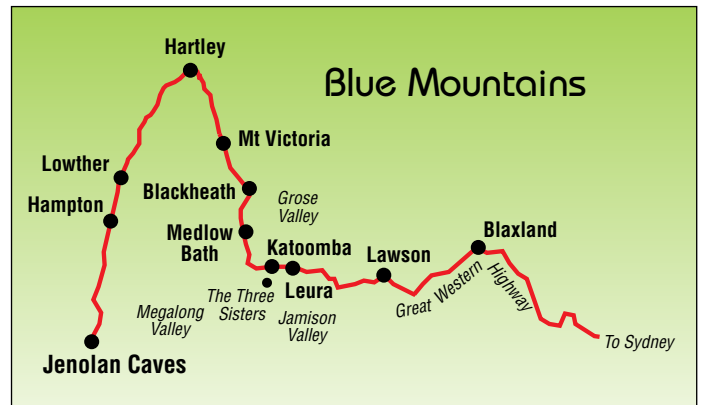 Blue Mountains
Hartley
Mt Victoria
Lowther
Blackheath
Grose
Valley
Hampton
Medlow
Bath
Katoomba
Lawson
Blaxland
Leura
Great Western
Highway
The Three
Sisters
Jamison
Valley
Megalong
Valley
To Sydney
Jenolan Caves